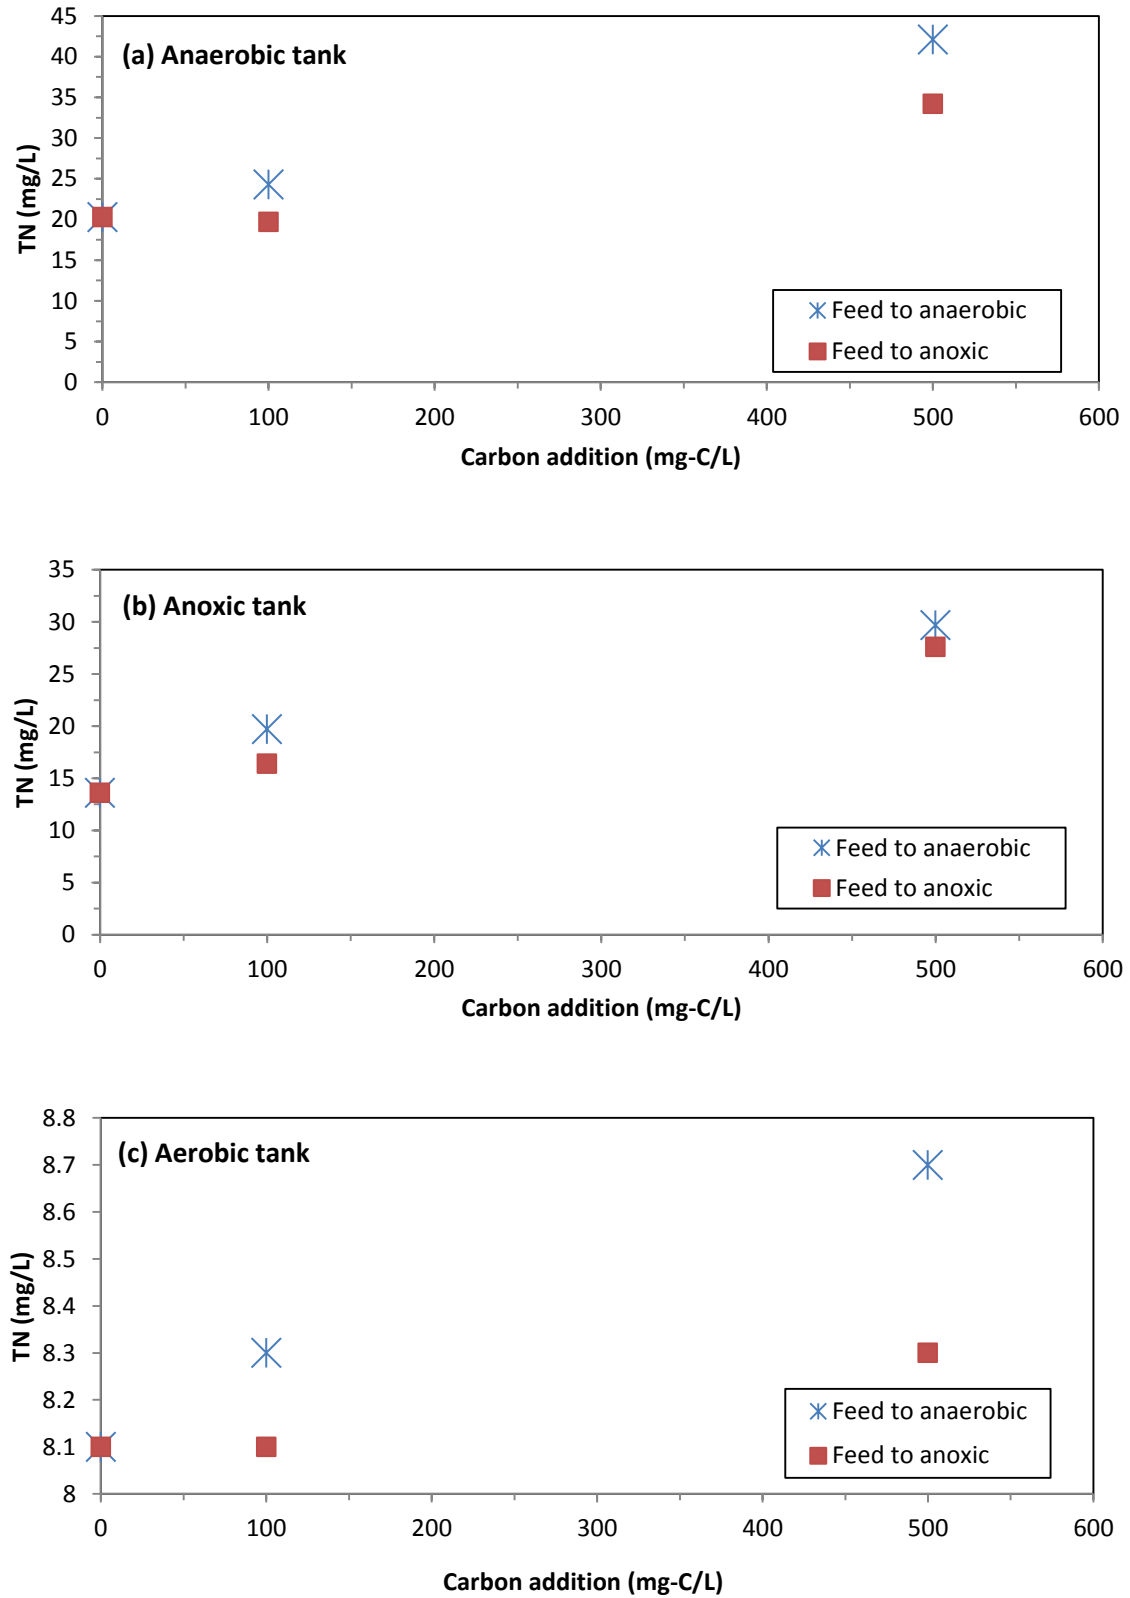 (a) Anaerobic tank
TN (mg/L)
45
40
35
30
25
20
15
10
5
0
Feed to anaerobic
Feed to anoxic
0 100 200 300 400 500 600
Carbon addition (mg-C/L)
(b) Anoxic tank
TN (mg/L)
35
30
25
20
15
10
5
0
Feed to anaerobic
Feed to anoxic
0 100 200 300 400 500 600
Carbon addition (mg-C/L)
(c) Aerobic tank
TN (mg/L)
8.8
8.7
8.6
8.5
8.4
8.3
8.2
8.1
8
Feed to anaerobic
Feed to anoxic
0 100 200 300 400 500 600
Carbon addition (mg-C/L)